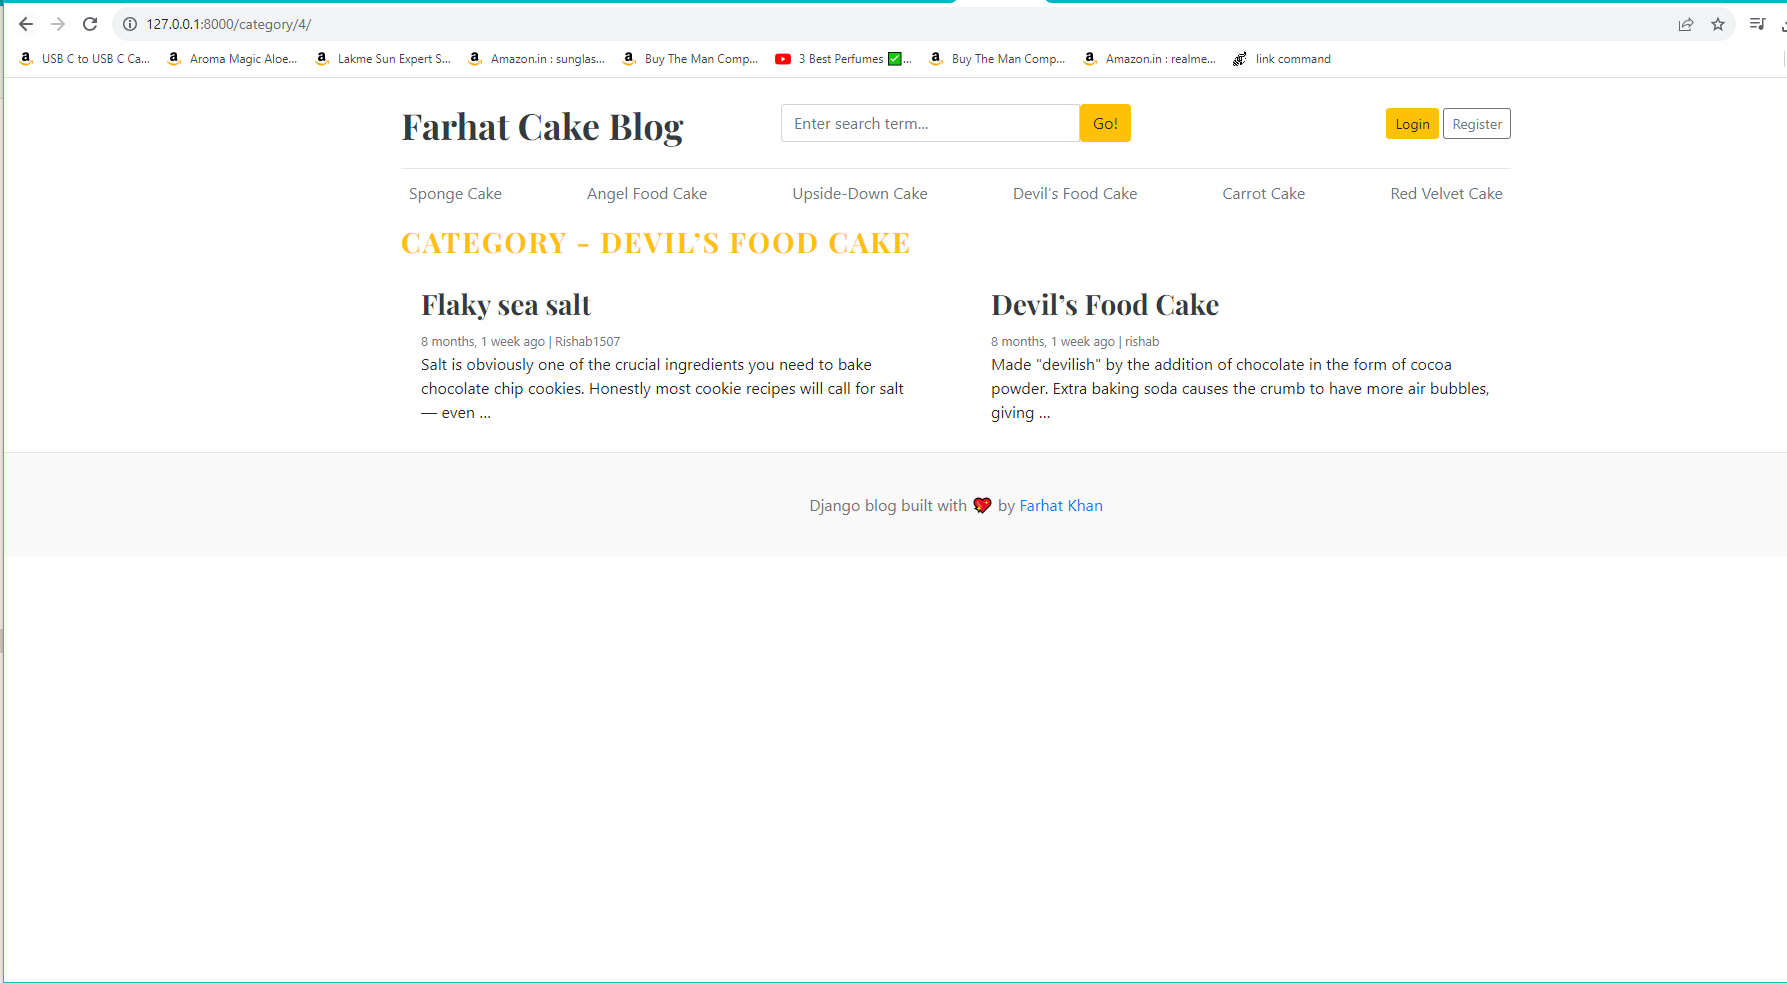 127.0.0.1:8000/category/4/
USB C to USB C Ca... Aroma Magic Aloe... Lakme Sun Expert S... Amazon.in : sunglas... Buy The Man Comp... 3 Best Perfumes ✅... Buy The Man Comp... Amazon.in : realme... link command
Farhat Cake Blog
Enter search term...
Go!
Login Register
Sponge Cake Angel Food Cake Upside-Down Cake Devil’s Food Cake Carrot Cake Red Velvet Cake
CATEGORY - DEVIL’S FOOD CAKE
Flaky sea salt
8 months, 1 week ago | Rishab1507
Salt is obviously one of the crucial ingredients you need to bake
chocolate chip cookies. Honestly most cookie recipes will call for salt
— even ...
Devil’s Food Cake
8 months, 1 week ago | rishab
Made "devilish" by the addition of chocolate in the form of cocoa
powder. Extra baking soda causes the crumb to have more air bubbles,
giving ...
Django blog built with 💖 by Farhat Khan